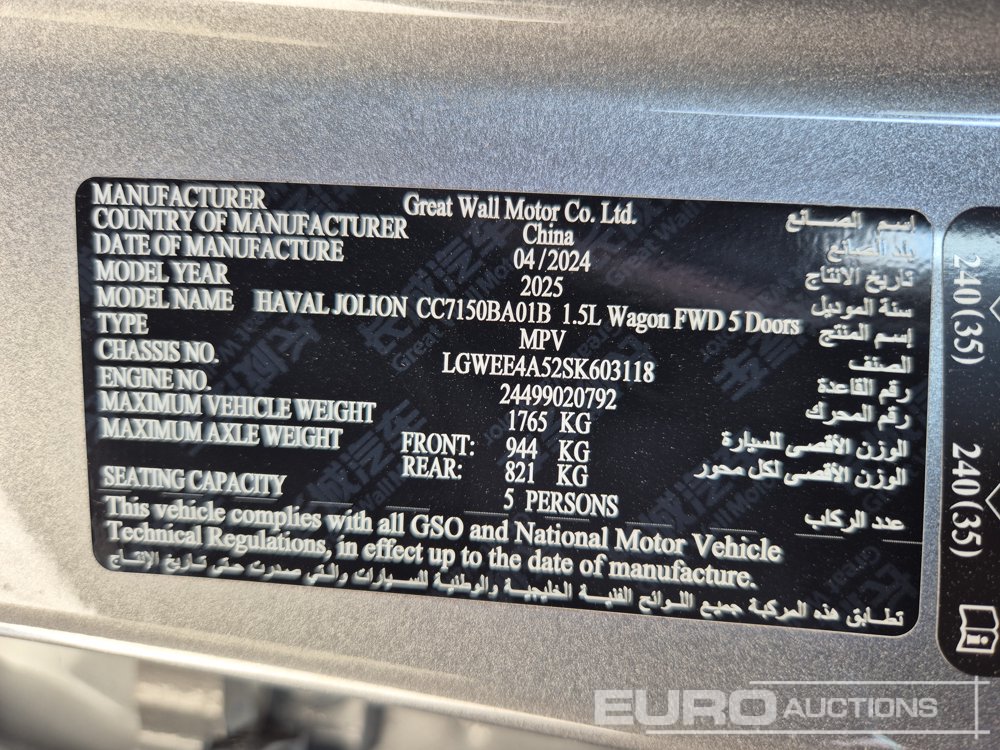 MANUFACTURER Great Wall Motor Co. Ltd. إسم الصانع
COUNTRY OF MANUFACTURER China بلد الصانع
DATE OF MANUFACTURE 04/2024 تاريخ الانتاج
MODEL YEAR 2025 سنة الموديل
MODEL NAME HAVAL JOLION CC7150BA01B 1.5L Wagon FWD 5 Doors إسم المنتج
TYPE MPV الصنف
CHASSIS NO. LGWEE4A52SK603118 رقم القاعدة
ENGINE NO. 24499020792 رقم المحرك
MAXIMUM VEHICLE WEIGHT 1765 KG الوزن الأقصى للسيارة
MAXIMUM AXLE WEIGHT FRONT: 944 KG الوزن الأقصى لكل محور
REAR: 821 KG
SEATING CAPACITY 5 PERSONS عدد الركاب
This vehicle complies with all GSO and National Motor Vehicle
Technical Regulations, in effect up to the date of manufacture.
تطابق هذه المركبة جميع اللوائح الفنية الخليجية والوطنية للسيارات والتي صدرت حتى تاريخ الإنتاج
240(35)
240(35)
EURO AUCTIONS